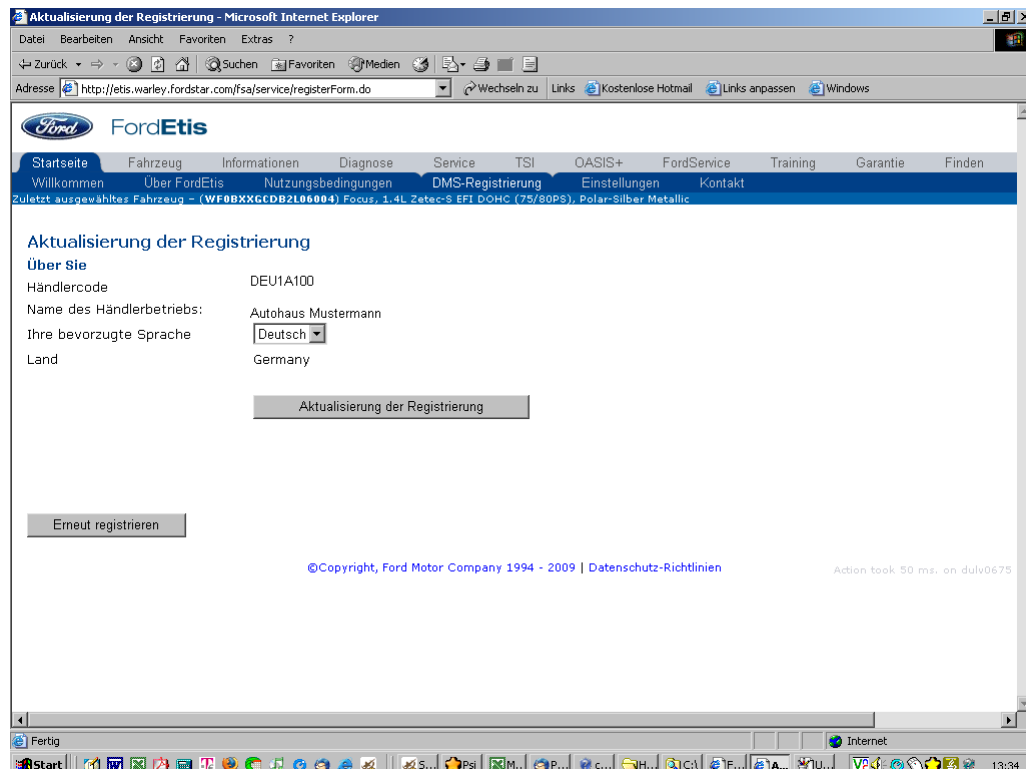 Aktualisierung der Registrierung - Microsoft Internet Explorer
Datei Bearbeiten Ansicht Favoriten Extras ?
Zurück Suchen Favoriten Medien
Adresse http://etis.warley.fordstar.com/fsa/service/registerForm.do Wechseln zu Links Kostenlose Hotmail Links anpassen Windows
Ford FordEtis
Startseite Fahrzeug Informationen Diagnose Service TSI OASIS+ FordService Training Garantie Finden
Willkommen Über FordEtis Nutzungsbedingungen DMS-Registrierung Einstellungen Kontakt
Zuletzt ausgewähltes Fahrzeug - (WF0BXXGCDB2L06004) Focus, 1.4L Zetec-S EFI DOHC (75/80PS), Polar-Silber Metallic
Aktualisierung der Registrierung
Über Sie
Händlercode DEU1A100
Name des Händlerbetriebs: Autohaus Mustermann
Ihre bevorzugte Sprache Deutsch
Land Germany
Aktualisierung der Registrierung
Erneut registrieren
©Copyright, Ford Motor Company 1994 - 2009 | Datenschutz-Richtlinien
Action took 50 ms. on dulv0675
Fertig Internet
Start S... Psi M... P... c... H... C:\ F... A... U... 13:34